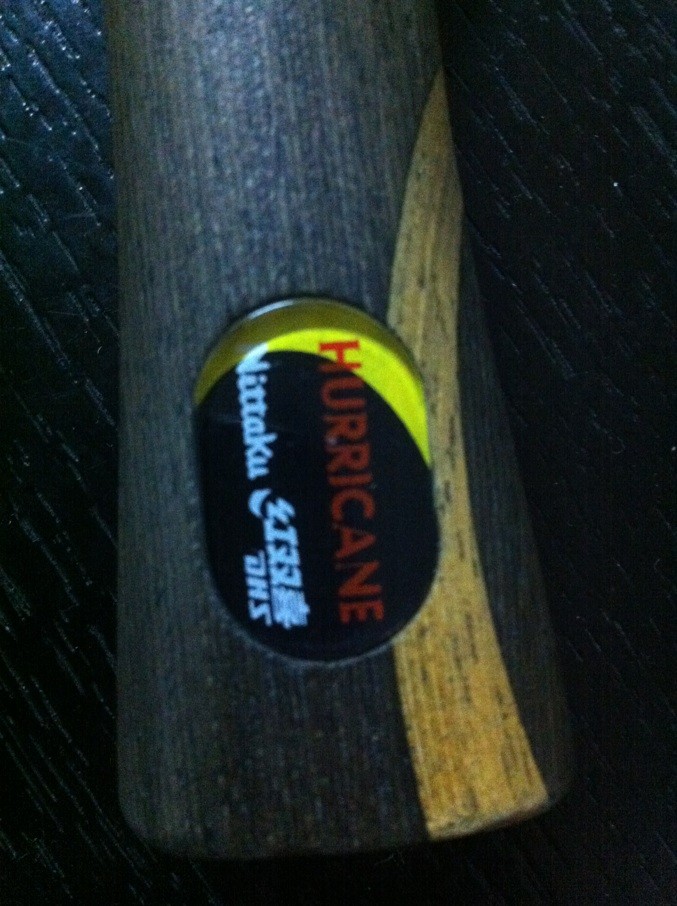 HURRICANE
Nittaku 红双喜
DHS